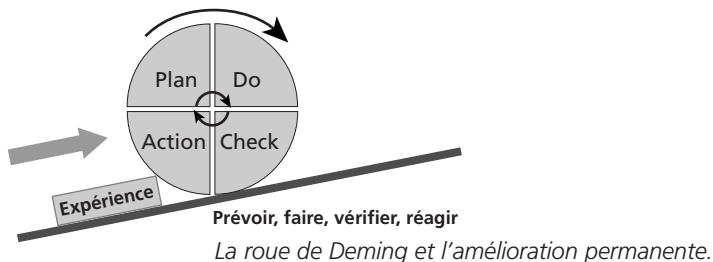 Plan Do
Action Check
Expérience
Prévoir, faire, vérifier, réagir
La roue de Deming et l'amélioration permanente.